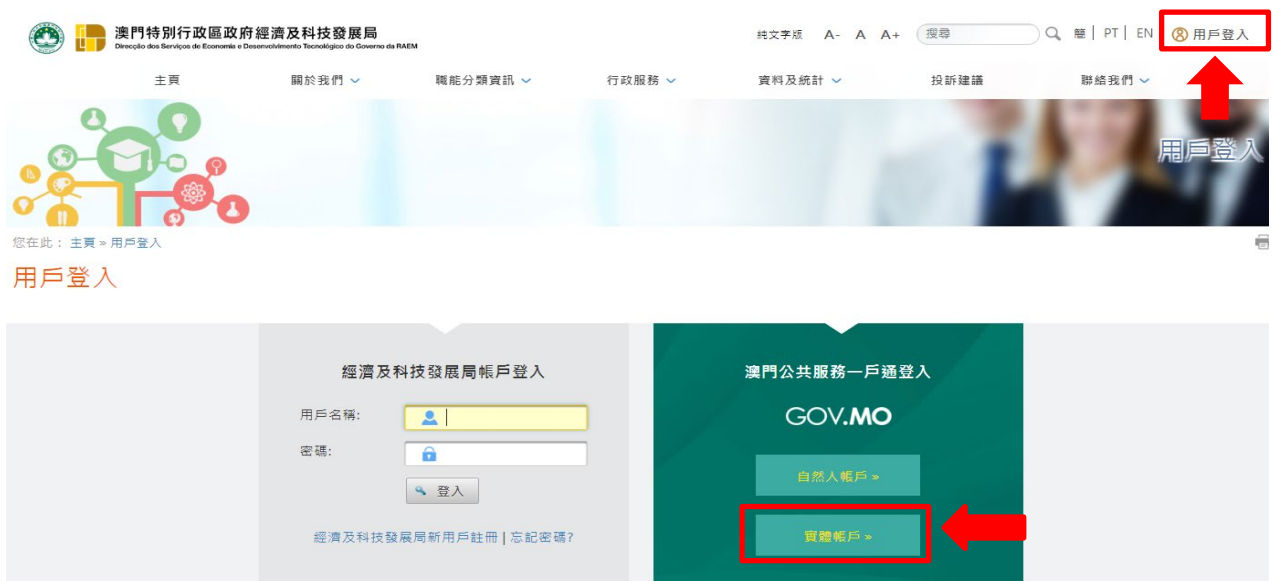 澳門特別行政區政府經濟及科技發展局
Direcção dos Serviços de Economia e Desenvolvimento Tecnológico do Governo da RAEM
純文字版 A- A A+ 搜尋 簡 | PT | EN 用戶登入
主頁 關於我們 職能分類資訊 行政服務 資料及統計 投訴建議 聯絡我們
用戶登入
您在此： 主頁 » 用戶登入
用戶登入
經濟及科技發展局帳戶登入
用戶名稱:
密碼:
登入
經濟及科技發展局新用戶註冊 | 忘記密碼?
澳門公共服務一戶通登入
GOV.MO
自然人帳戶 »
實體帳戶 »